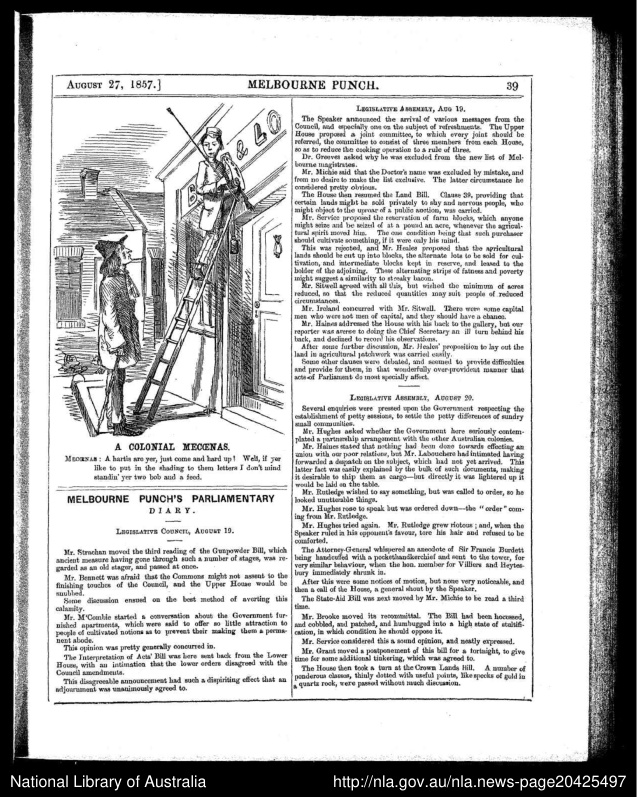 AUGUST 27, 1857.] MELBOURNE PUNCH. 39
& CO
A COLONIAL MECŒNAS.
MECŒNAS : A hartis are yer, just come and hard up! Well, if yer
like to put in the shading to them letters I don't mind
standin' yer two bob and a feed.
MELBOURNE PUNCH'S PARLIAMENTARY
DIARY.
LEGISLATIVE COUNCIL, AUGUST 19.
Mr. Strachan moved the third reading of the Gunpowder Bill, which
ancient measure having gone through such a number of stages, was re-
garded as an old stager, and passed at once.
Mr. Bennett was afraid that the Commons might not assent to the
finishing touches of the Council, and the Upper House would be
snubbed.
Some discussion ensued on the best method of averting this
calamity.
Mr. M'Combie started a conversation about the Government fur-
nished apartments, which were said to offer so little attraction to
people of cultivated notions as to prevent their making them a perma-
nent abode.
This opinion was pretty generally concurred in.
The Interpretation of Acts' Bill was here sent back from the Lower
House, with an intimation that the lower orders disagreed with the
Council amendments.
This disagreeable announcement had such a dispiriting effect that an
adjournment was unanimously agreed to.
LEGISLATIVE ASSEMBLY, AUG 19.
The Speaker announced the arrival of various messages from the
Council, and especially one on the subject of refreshments. The Upper
House proposed a joint committee, to which every joint should be
referred, the committee to consist of three members from each House,
so as to reduce the cooking operation to a rule of three.
Dr. Greeves asked why he was excluded from the new list of Mel-
bourne magistrates.
Mr. Michie said that the Doctor's name was excluded by mistake, and
from no desire to make the list exclusive. The latter circumstance he
considered pretty obvious.
The House then resumed the Land Bill. Clause 39, providing that
certain lands might be sold privately to shy and nervous people, who
might object to the uproar of a public auction, was carried.
Mr. Service proposed the reservation of farm blocks, which anyone
might seize and be seized of at a pound an acre, whenever the agricul-
tural spirit moved him. The one condition being that such purchaser
should cultivate something, if it were only his mind.
This was rejected, and Mr. Heales proposed that the agricultural
lands should be cut up into blocks, the alternate lots to be sold for cul-
tivation, and intermediate blocks kept in reserve, and leased to the
holder of the adjoining. These alternating strips of fatness and poverty
might suggest a similarity to streaky bacon.
Mr. Sitwell agreed with all this, but wished the minimum of acres
reduced, so that the reduced quantities may suit people of reduced
circumstances.
Mr. Ireland concurred with Mr. Sitwell. There were some capital
men who were not men of capital, and they should have a chance.
Mr. Haines addressed the House with his back to the gallery, but our
reporter was averse to doing the Chief Secretary an ill turn behind his
back, and declined to record his observations.
After some further discussion, Mr. Heales' proposition to lay out the
land in agricultural patchwork was carried easily.
Some other clauses were debated, and seemed to provide difficulties
and provide for them, in that wonderfully over-provident manner that
acts of Parliament do most specially affect.
LEGISLATIVE ASSEMBLY, AUGUST 20.
Several enquiries were pressed upon the Government respecting the
establishment of petty sessions, to settle the petty differences of sundry
small communities.
Mr. Hughes asked whether the Government here seriously contem-
plated a partnership arrangement with the other Australian colonies.
Mr. Haines stated that nothing had been done towards effecting an
union with our poor relations, but Mr. Labouchere had intimated having
forwarded a despatch on the subject, which had not yet arrived. This
latter fact was easily explained by the bulk of such documents, making
it desirable to ship them as cargo—but directly it was lightered up it
would be laid on the table.
Mr. Rutledge wished to say something, but was called to order, so he
looked unutterable things.
Mr. Hughes rose to speak but was ordered down—the "order" com-
ing from Mr. Rutledge.
Mr. Hughes tried again. Mr. Rutledge grew riotous; and, when the
Speaker ruled in his opponent's favour, tore his hair and refused to be
comforted.
The Attorney-General whispered an anecdote of Sir Francis Burdett
being handcuffed with a pockethandkerchief and sent to the tower, for
very similar behaviour, when the hon. member for Villiers and Heytes-
bury immediately shrunk in.
After this were some notices of motion, but none very noticeable, and
then a call of the House, a general shout by the Speaker.
The State-Aid Bill was next moved by Mr. Michie to be read a third
time.
Mr. Brooke moved its recommittal. The Bill had been hocussed,
and cobbled, and patched, and humbugged into a high state of stultifi-
cation, in which condition he should oppose it.
Mr. Service considered this a sound opinion, and neatly expressed.
Mr. Grant moved a postponement of this bill for a fortnight, to give
time for some additional tinkering, which was agreed to.
The House then took a turn at the Crown Lands Bill. A number of
ponderous clauses, thinly dotted with useful points, like specks of gold in
a quartz rock, were passed without much discussion.
National Library of Australia http://nla.gov.au/nla.news-page20425497